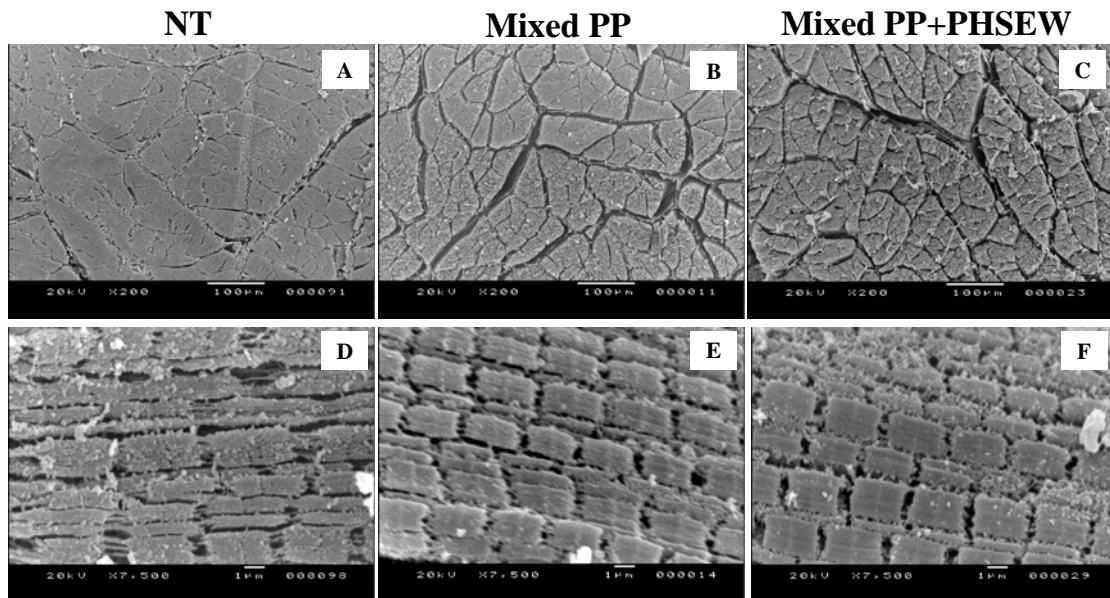 NT
Mixed PP
Mixed PP+PHSEW
A
B
C
20kV X200 100µm 000091
20kV X200 100µm 000011
20kV X200 100µm 000023
D
E
F
20kV X7,500 1µm 000098
20kV X7,500 1µm 000014
20kV X7,500 1µm 000029